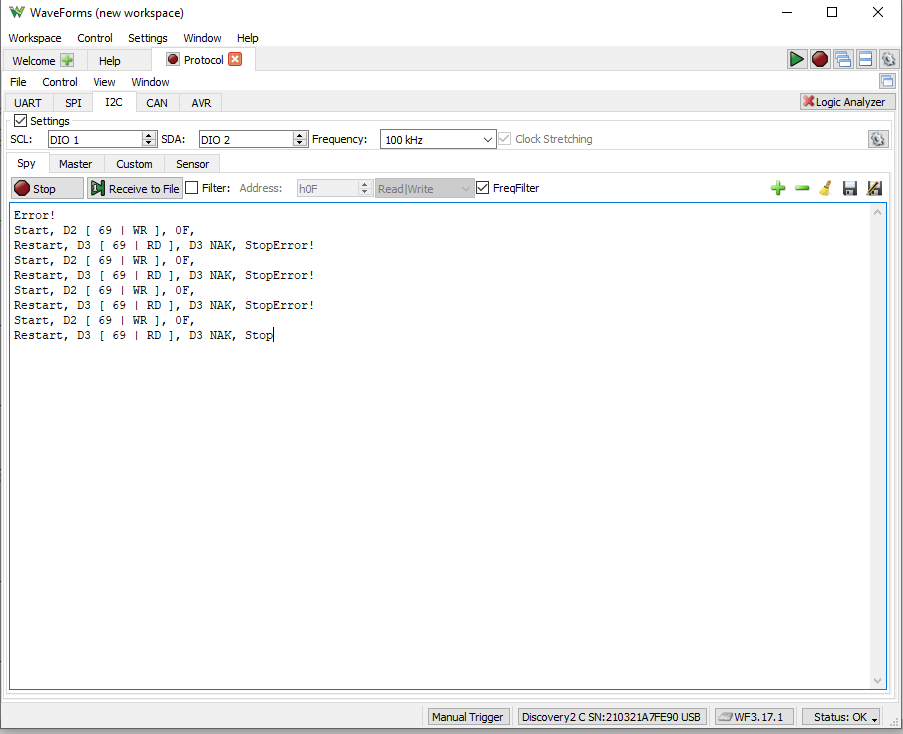 WaveForms (new workspace)
Workspace Control Settings Window Help
Welcome Help Protocol
File Control View Window
UART SPI I2C CAN AVR Logic Analyzer
Settings
SCL: DIO 1 SDA: DIO 2 Frequency: 100 kHz Clock Stretching
Spy Master Custom Sensor
Stop Receive to File Filter: Address: h0F Read|Write FreqFilter
Error!
Start, D2 [ 69 | WR ], 0F,
Restart, D3 [ 69 | RD ], D3 NAK, StopError!
Start, D2 [ 69 | WR ], 0F,
Restart, D3 [ 69 | RD ], D3 NAK, StopError!
Start, D2 [ 69 | WR ], 0F,
Restart, D3 [ 69 | RD ], D3 NAK, StopError!
Start, D2 [ 69 | WR ], 0F,
Restart, D3 [ 69 | RD ], D3 NAK, Stop
Manual Trigger Discovery2 C SN:210321A7FE90 USB WF3.17.1 Status: OK